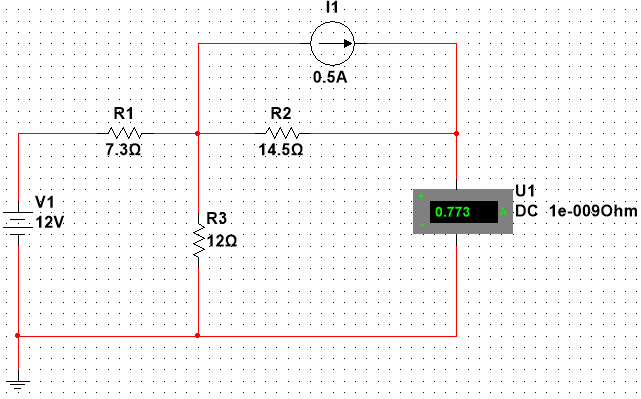 I1
0.5A
R1
7.3Ω
R2
14.5Ω
V1
12V
R3
12Ω
U1
0.773 A
DC 1e-009Ohm